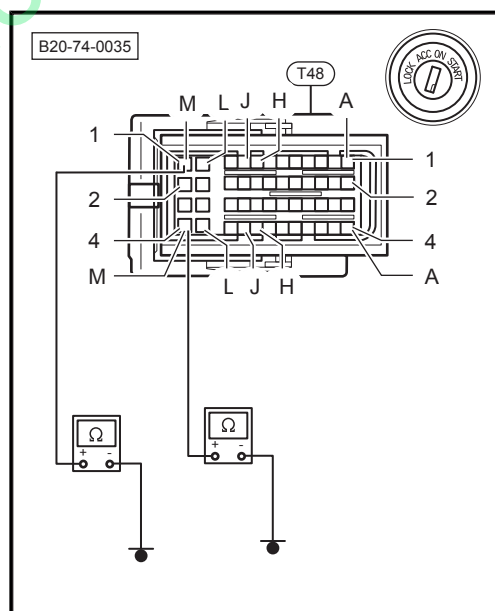 B20-74-0035
T48
LOCK ACC ON START
M L J H A
1 1
2 2
4 4
M L J H A
Ω Ω
+ - + -